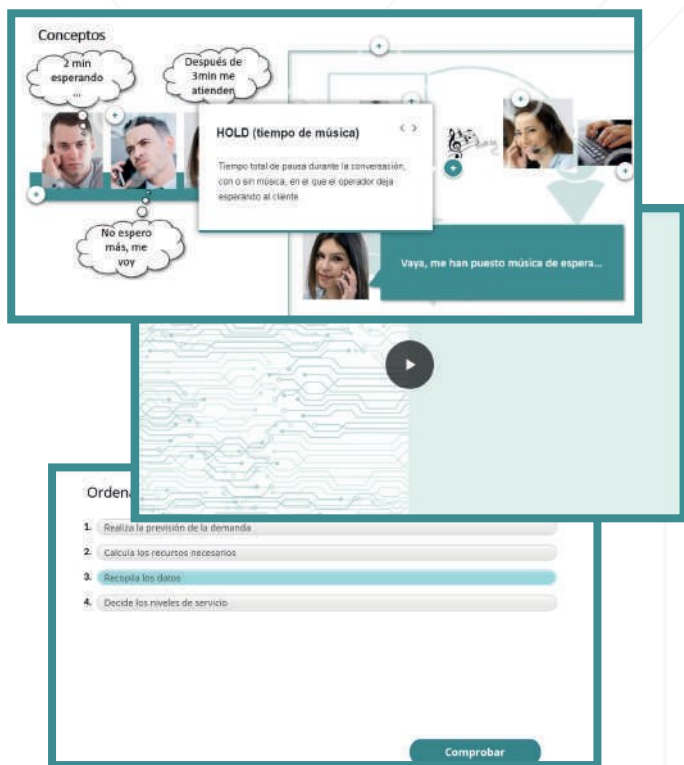 Conceptos
2 min
esperando
...
Después de
3min me
atienden
HOLD (tiempo de música)
Tiempo total de pausa durante la conversación,
con o sin música, en el que el operador deja
esperando al cliente
No espero
más, me
voy
Vaya, me han puesto música de espera...
Ordena
1. Realiza la previsión de la demanda
2. Calcula los recursos necesarios
3. Recopila los datos
4. Decide los niveles de servicio
Comprobar